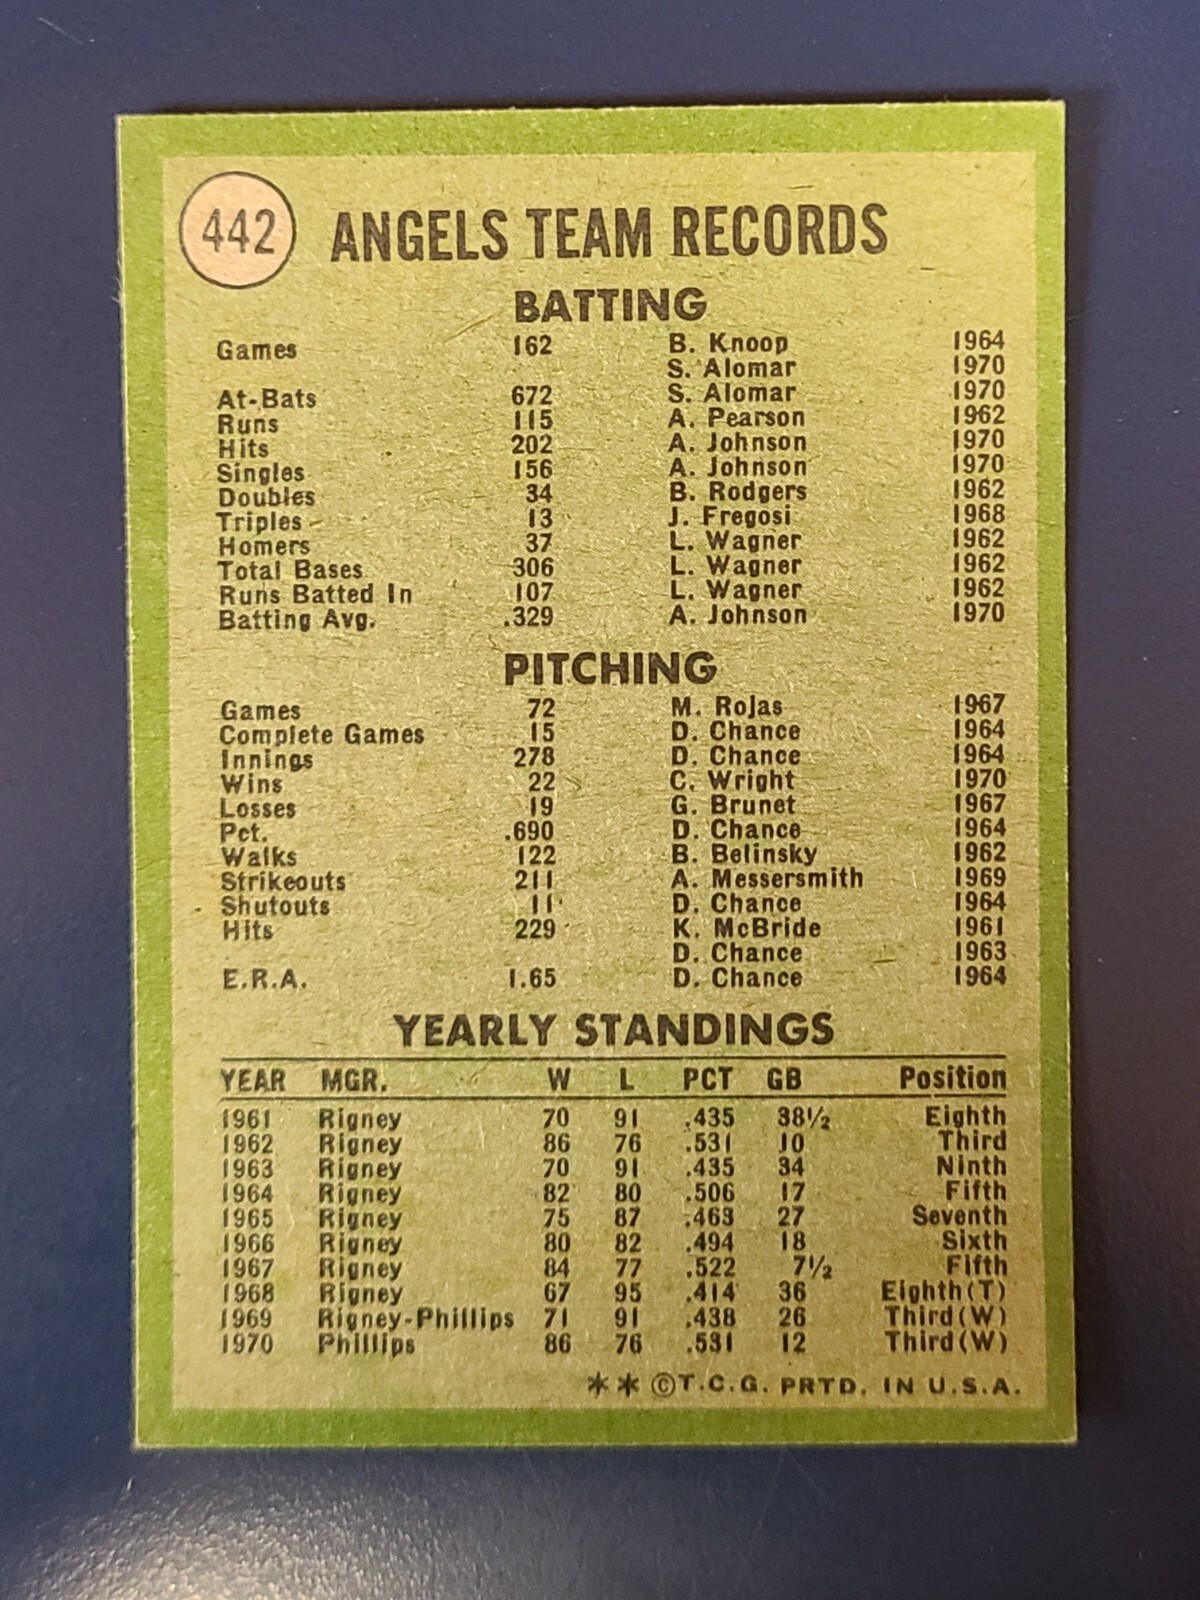 442 ANGELS TEAM RECORDS
BATTING
Games 162 B. Knoop 1964
S. Alomar 1970
At-Bats 672 S. Alomar 1970
Runs 115 A. Pearson 1962
Hits 202 A. Johnson 1970
Singles 156 A. Johnson 1970
Doubles 34 B. Rodgers 1962
Triples 13 J. Fregosi 1968
Homers 37 L. Wagner 1962
Total Bases 306 L. Wagner 1962
Runs Batted In 107 L. Wagner 1962
Batting Avg. .329 A. Johnson 1970
PITCHING
Games 72 M. Rojas 1967
Complete Games 15 D. Chance 1964
Innings 278 D. Chance 1964
Wins 22 C. Wright 1970
Losses 19 G. Brunet 1967
Pct. .690 D. Chance 1964
Walks 122 B. Belinsky 1962
Strikeouts 211 A. Messersmith 1969
Shutouts 11 D. Chance 1964
Hits 229 K. McBride 1961
D. Chance 1963
E.R.A. 1.65 D. Chance 1964
YEARLY STANDINGS
YEAR MGR. W L PCT GB Position
1961 Rigney 70 91 .435 38½ Eighth
1962 Rigney 86 76 .531 10 Third
1963 Rigney 70 91 .435 34 Ninth
1964 Rigney 82 80 .506 17 Fifth
1965 Rigney 75 87 .463 27 Seventh
1966 Rigney 80 82 .494 18 Sixth
1967 Rigney 84 77 .522 7½ Fifth
1968 Rigney 67 95 .414 36 Eighth(T)
1969 Rigney-Phillips 71 91 .438 26 Third(W)
1970 Phillips 86 76 .531 12 Third(W)
** ©T.C.G. PRTD. IN U.S.A.